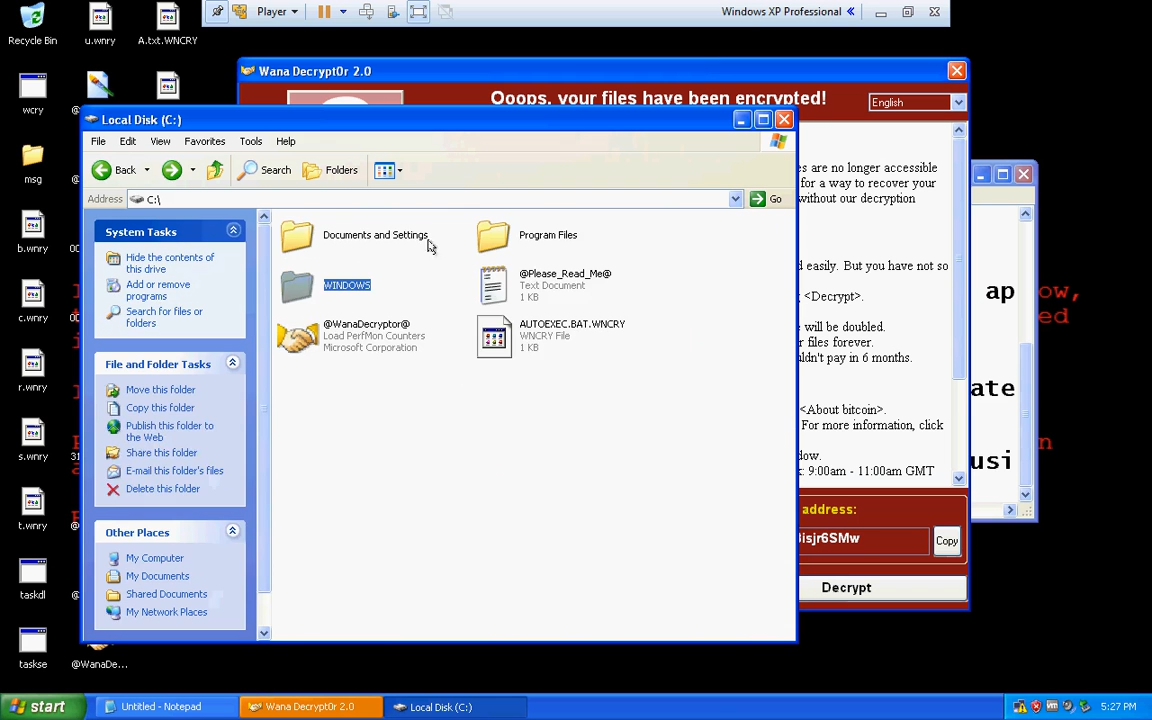 Player
Windows XP Professional
Recycle Bin
u.wnry
A.txt.WNCRY
wcry
msg
b.wnry
c.wnry
r.wnry
s.wnry
t.wnry
taskdl
taskse
@WanaDe...
Wana Decrypt0r 2.0
Ooops, your files have been encrypted!
English
Local Disk (C:)
File Edit View Favorites Tools Help
Back Search Folders
Address C:\ Go
System Tasks
Hide the contents of
this drive
Add or remove
programs
Search for files or
folders
File and Folder Tasks
Move this folder
Copy this folder
Publish this folder to
the Web
Share this folder
E-mail this folder's files
Delete this folder
Other Places
My Computer
My Documents
Shared Documents
My Network Places
Documents and Settings
Program Files
WINDOWS
@Please_Read_Me@
Text Document
1 KB
@WanaDecryptor@
Load PerfMon Counters
Microsoft Corporation
AUTOEXEC.BAT.WNCRY
WNCRY File
1 KB
es are no longer accessible
for a way to recover your
without our decryption
d easily. But you have not so
g <Decrypt>.
e will be doubled.
r files forever.
uldn't pay in 6 months.
<About bitcoin>.
For more information, click
dow.
k: 9:00am - 11:00am GMT
address:
Bisjr6SMw
Copy
Decrypt
ap
ow,
ed
ate
n
usi
start
Untitled - Notepad
Wana Decrypt0r 2.0
Local Disk (C:)
5:27 PM